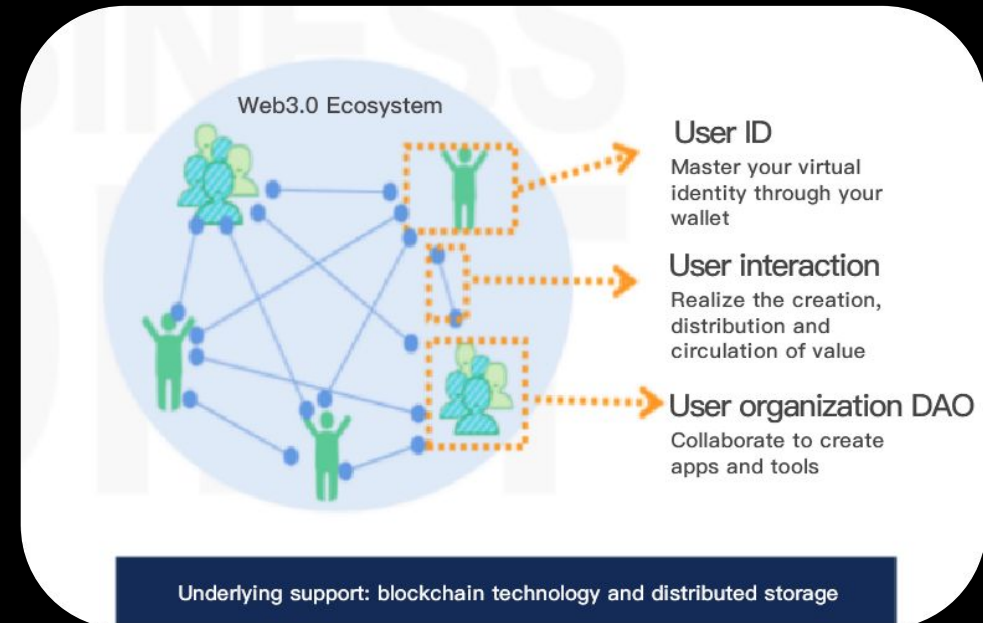 Web3.0 Ecosystem
User ID
Master your virtual
identity through your
wallet
User interaction
Realize the creation,
distribution and
circulation of value
User organization DAO
Collaborate to create
apps and tools
Underlying support: blockchain technology and distributed storage